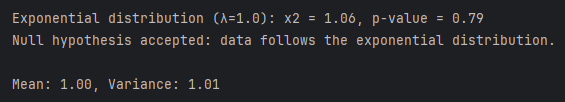 Exponential distribution (λ=1.0): x2 = 1.06, p-value = 0.79
Null hypothesis accepted: data follows the exponential distribution.
Mean: 1.00, Variance: 1.01